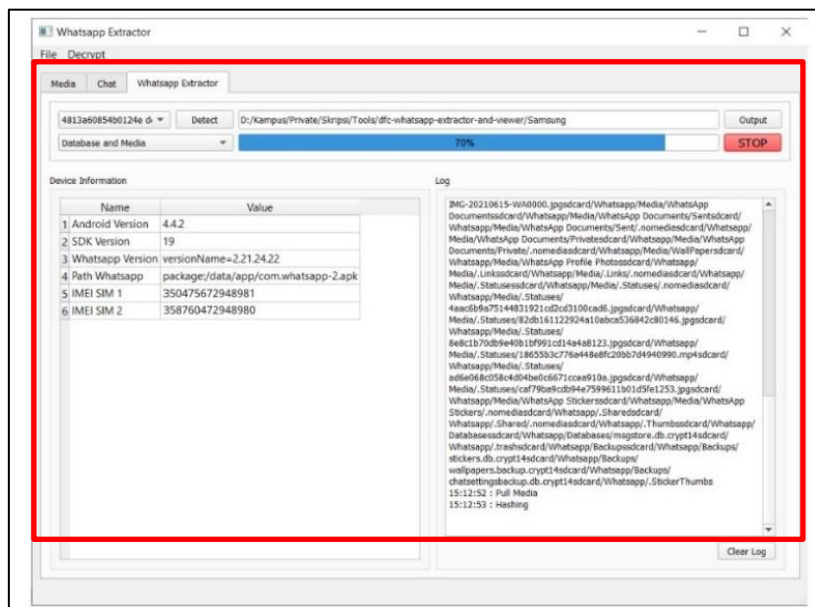 Whatsapp Extractor
File Decrypt
Media Chat Whatsapp Extractor
4813a60854b0124e d Detect D:/Kampus/Private/Skripsi/Tools/dfc-whatsapp-extractor-and-viewer/Samsung Output
Database and Media 70% STOP
Device Information
Name Value
1 Android Version 4.4.2
2 SDK Version 19
3 Whatsapp Version versionName=2.21.24.22
4 Path Whatsapp package:/data/app/com.whatsapp-2.apk
5 IMEI SIM 1 350475672948981
6 IMEI SIM 2 358760472948980
Log
IMG-20210615-WA0000.jpgsdcard/Whatsapp/Media/WhatsApp
Documentssdcard/Whatsapp/Media/WhatsApp Documents/Sentsdcard/
Whatsapp/Media/WhatsApp Documents/Sent/.nomediasdcard/Whatsapp/
Media/WhatsApp Documents/Privatesdcard/Whatsapp/Media/WhatsApp
Documents/Private/.nomediasdcard/Whatsapp/Media/WallPapersdcard/
Whatsapp/Media/WhatsApp Profile Photossdcard/Whatsapp/
Media/.Linkssdcard/Whatsapp/Media/.Links/.nomediasdcard/Whatsapp/
Media/.Statusessdcard/Whatsapp/Media/.Statuses/.nomediasdcard/
Whatsapp/Media/.Statuses/
4aac6b9a75144831921cd2cd3100cad6.jpgsdcard/Whatsapp/
Media/.Statuses/82db161122924a10abca536842c80146.jpgsdcard/
Whatsapp/Media/.Statuses/
8e8c1b70db9e40b1bf991cd14a4a8123.jpgsdcard/Whatsapp/
Media/.Statuses/18655b3c776a448e8fc20bb7d4940990.mp4sdcard/
Whatsapp/Media/.Statuses/
ad6e068c058c4d04be0c6671ccea910a.jpgsdcard/Whatsapp/
Media/.Statuses/caf79ba9cdb94e7599611b01d5fe1253.jpgsdcard/
Whatsapp/Media/WhatsApp Stickerssdcard/Whatsapp/Media/WhatsApp
Stickers/.nomediasdcard/Whatsapp/.Sharedsdcard/
Whatsapp/.Shared/.nomediasdcard/Whatsapp/.Thumbssdcard/Whatsapp/
Databasessdcard/Whatsapp/Databases/msgstore.db.crypt14sdcard/
Whatsapp/.trashsdcard/Whatsapp/Backupssdcard/Whatsapp/Backups/
stickers.db.crypt14sdcard/Whatsapp/Backups/
wallpapers.backup.crypt14sdcard/Whatsapp/Backups/
chatsettingsbackup.db.crypt14sdcard/Whatsapp/.StickerThumbs
15:12:52 : Pull Media
15:12:53 : Hashing
Clear Log